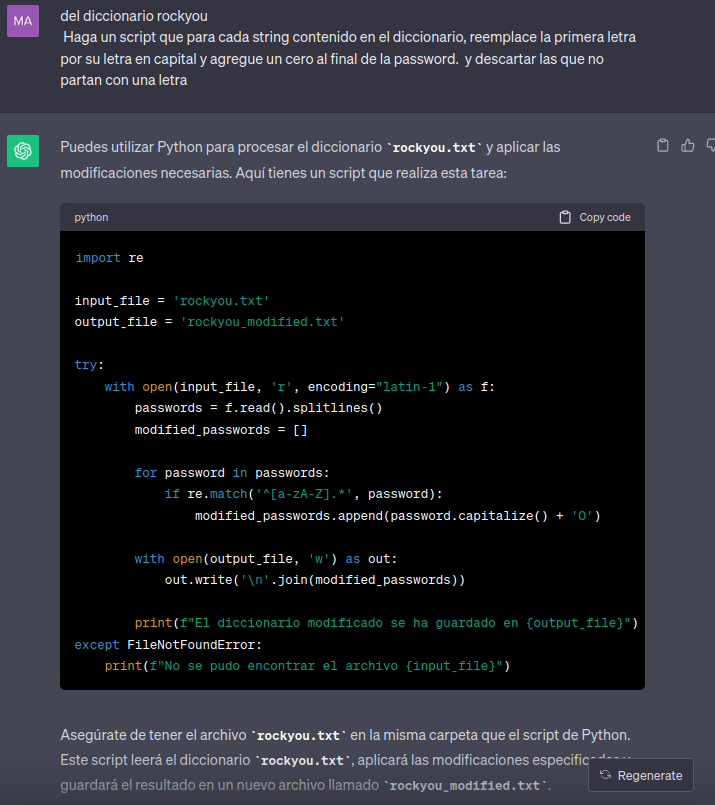 MA
del diccionario rockyou
Haga un script que para cada string contenido en el diccionario, reemplace la primera letra
por su letra en capital y agregue un cero al final de la password.  y descartar las que no
partan con una letra
Puedes utilizar Python para procesar el diccionario `rockyou.txt` y aplicar las
modificaciones necesarias. Aquí tienes un script que realiza esta tarea:
python
Copy code
import re
input_file = 'rockyou.txt'
output_file = 'rockyou_modified.txt'
try:
    with open(input_file, 'r', encoding="latin-1") as f:
        passwords = f.read().splitlines()
        modified_passwords = []
        for password in passwords:
            if re.match('^[a-zA-Z].*', password):
                modified_passwords.append(password.capitalize() + '0')
        with open(output_file, 'w') as out:
            out.write('\n'.join(modified_passwords))
        print(f"El diccionario modificado se ha guardado en {output_file}")
except FileNotFoundError:
    print(f"No se pudo encontrar el archivo {input_file}")
Asegúrate de tener el archivo `rockyou.txt` en la misma carpeta que el script de Python.
Este script leerá el diccionario `rockyou.txt`, aplicará las modificaciones y
guardará el resultado en un nuevo archivo llamado `rockyou_modified.txt`.
Regenerate